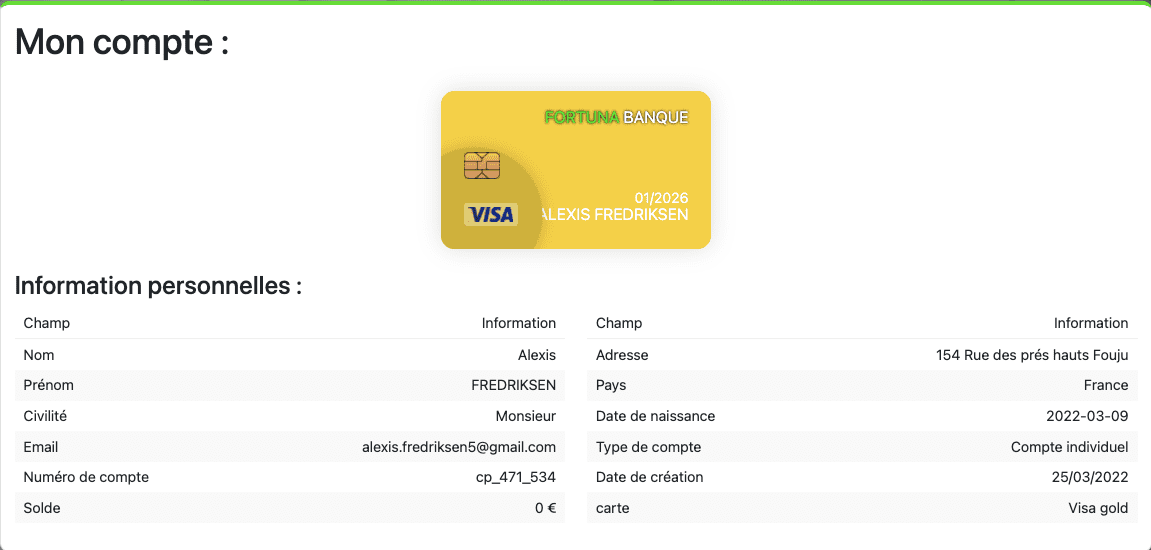 Mon compte :
FORTUNA BANQUE
01/2026
VISA ALEXIS FREDRIKSEN
Information personnelles :
Champ Information
Nom Alexis
Prénom FREDRIKSEN
Civilité Monsieur
Email alexis.fredriksen5@gmail.com
Numéro de compte cp_471_534
Solde 0 €
Champ Information
Adresse 154 Rue des prés hauts Fouju
Pays France
Date de naissance 2022-03-09
Type de compte Compte individuel
Date de création 25/03/2022
carte Visa gold